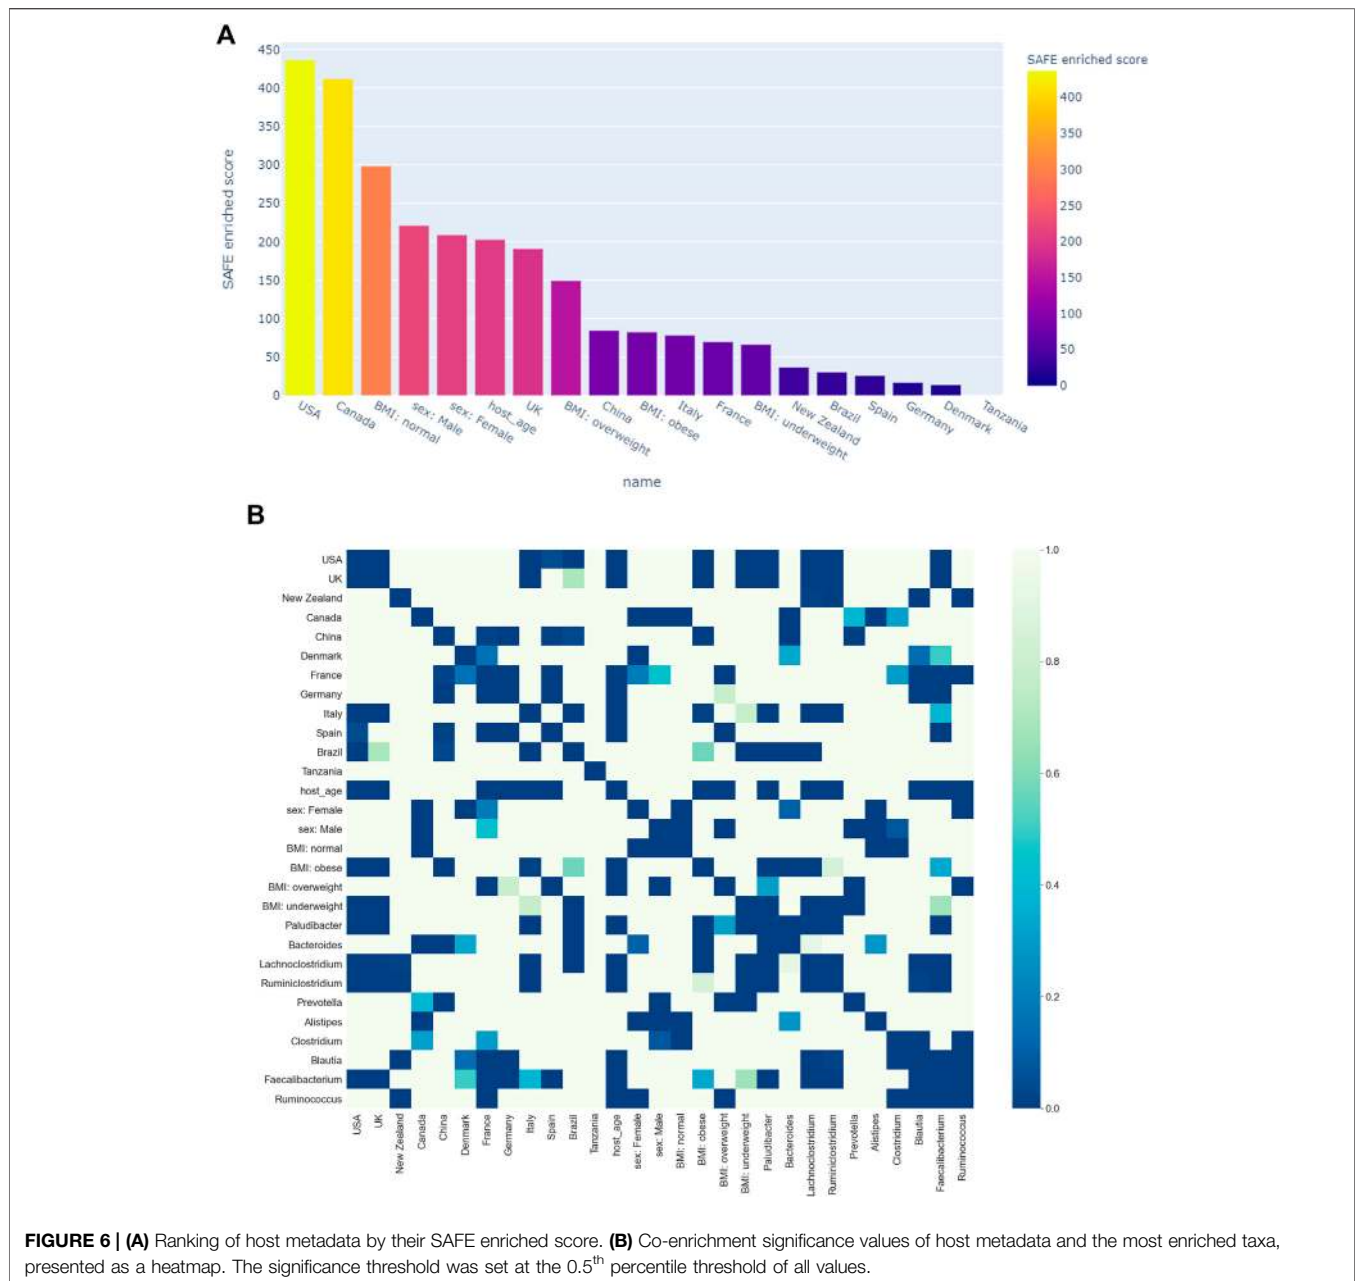 A
450
400
350
300
250
200
150
100
50
0
SAFE enriched score
USA
Canada
BMI: normal
sex: Male
sex: Female
host_age
UK
BMI: overweight
China
BMI: obese
Italy
France
BMI: underweight
New Zealand
Brazil
Spain
Germany
Denmark
Tanzania
name
SAFE enriched score
400
350
300
250
200
150
100
50
0
B
USA
UK
New Zealand
Canada
China
Denmark
France
Germany
Italy
Spain
Brazil
Tanzania
host_age
sex: Female
sex: Male
BMI: normal
BMI: obese
BMI: overweight
BMI: underweight
Paludibacter
Bacteroides
Lachnoclostridium
Ruminiclostridium
Prevotella
Alistipes
Clostridium
Blautia
Faecalibacterium
Ruminococcus
USA
UK
New Zealand
Canada
China
Denmark
France
Germany
Italy
Spain
Brazil
Tanzania
host_age
sex: Female
sex: Male
BMI: normal
BMI: obese
BMI: overweight
BMI: underweight
Paludibacter
Bacteroides
Lachnoclostridium
Ruminiclostridium
Prevotella
Alistipes
Clostridium
Blautia
Faecalibacterium
Ruminococcus
1.0
0.8
0.6
0.4
0.2
0.0
FIGURE 6 | (A) Ranking of host metadata by their SAFE enriched score. (B) Co-enrichment significance values of host metadata and the most enriched taxa,
presented as a heatmap. The significance threshold was set at the 0.5th percentile threshold of all values.